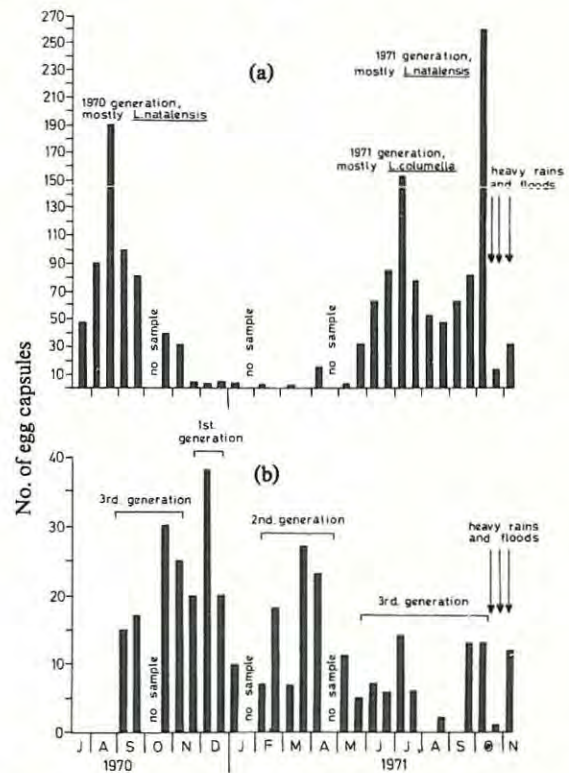 No. of egg capsules
270
250
230
210
190
170
150
130
110
90
70
50
30
10
(a)
1970 generation,
mostly L.natalensis
1971 generation,
mostly L.natalensis
1971 generation,
mostly L.columella
heavy rains
and floods
no sample
no sample
no sample
(b)
40
30
20
10
0
3rd. generation
1st.
generation
2nd. generation
3rd. generation
heavy rains
and floods
no sample
no sample
no sample
J A S O N D J F M A M J J A S O N
1970 1971